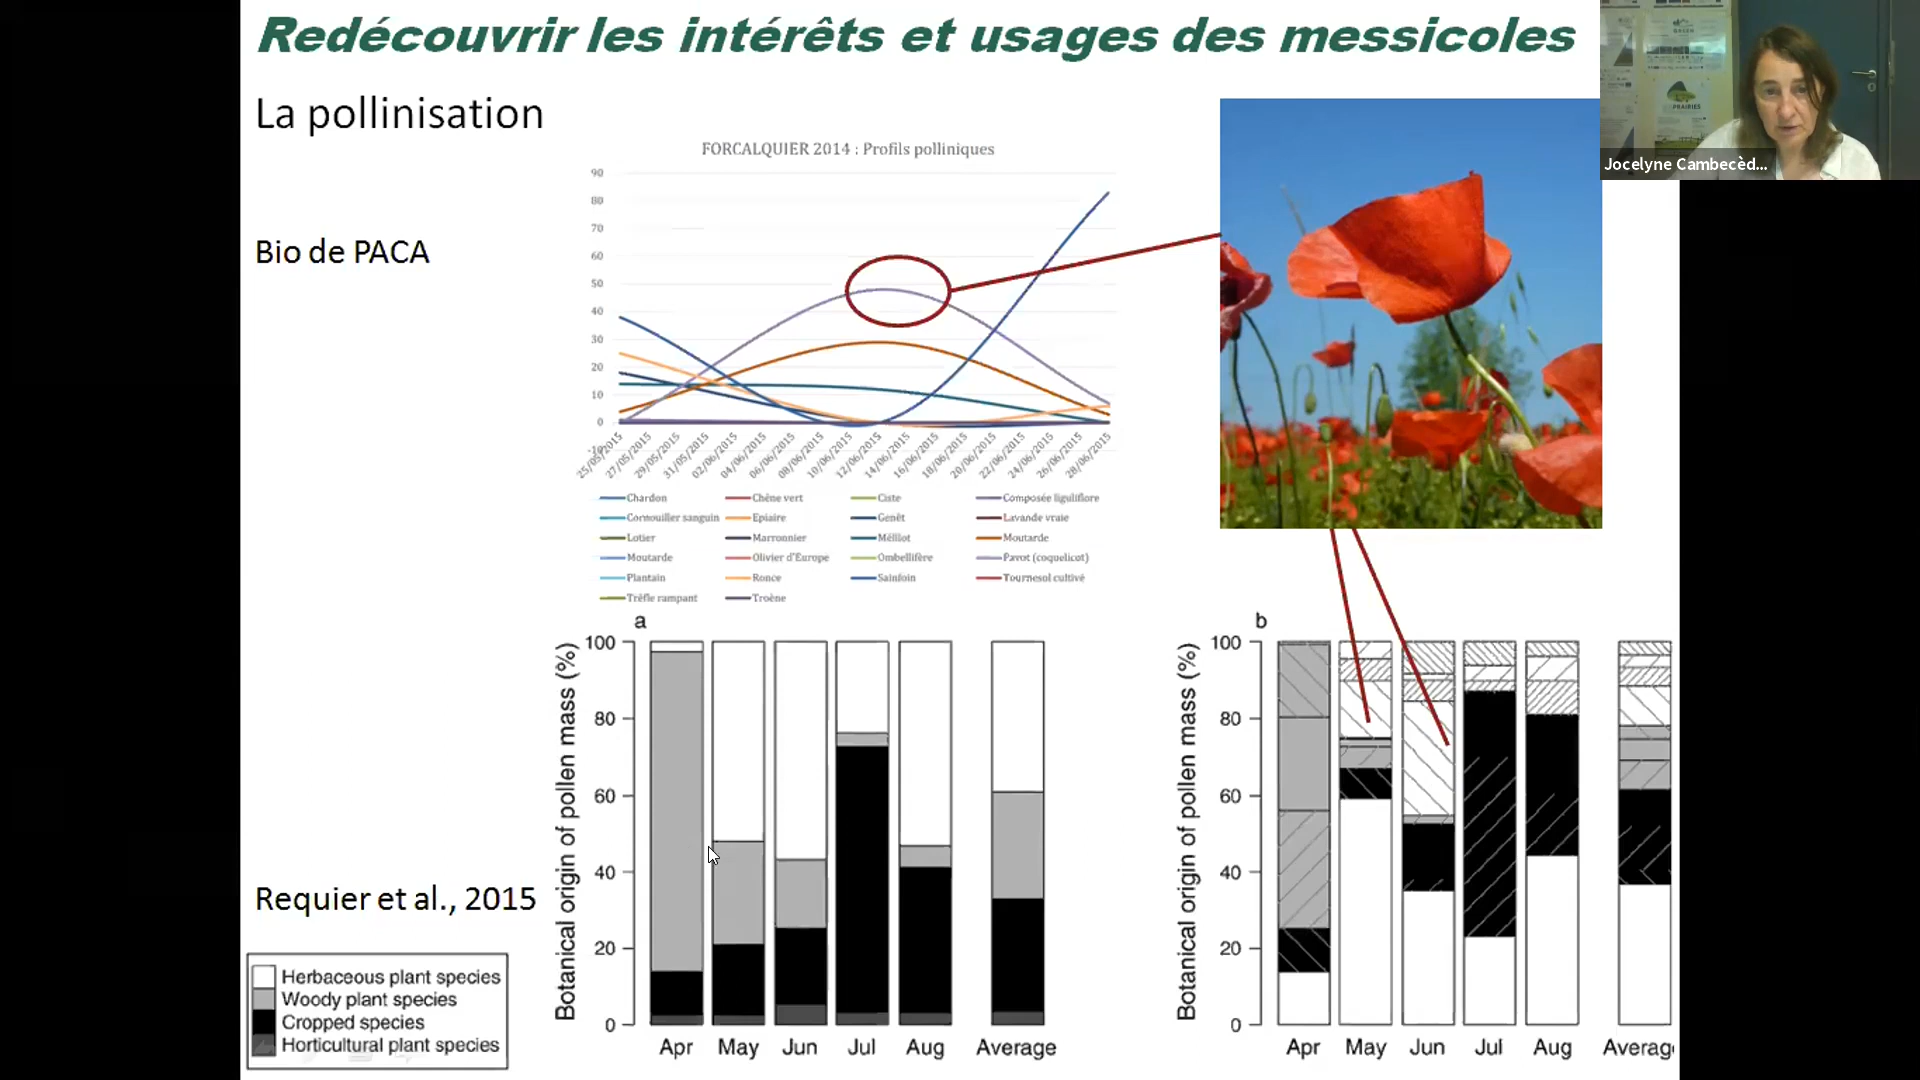 Redécouvrir les intérêts et usages des messicoles
La pollinisation
BASEN
PRAIRIES
Jocelyne Cambecèd...
Bio de PACA
FORCALQUIER 2014 : Profils polliniques
90
80
70
60
50
40
30
20
10
0
-10
25/05/2015 27/05/2015 29/05/2015 31/05/2015 02/06/2015 04/06/2015 06/06/2015 08/06/2015 10/06/2015 12/06/2015 14/06/2015 16/06/2015 18/06/2015 20/06/2015 22/06/2015 24/06/2015 26/06/2015 28/06/2015
Chardon Chêne vert Ciste Composée liguliflore
Cornouiller sanguin Epiaire Genêt Lavande vraie
Lotier Marronnier Mélilot Moutarde
Moutarde Olivier d'Europe Ombellifère Pavot (coquelicot)
Plantain Ronce Sainfoin Tournesol cultivé
Trèfle rampant Troène
Requier et al., 2015
Herbaceous plant species
Woody plant species
Cropped species
Horticultural plant species
a
Botanical origin of pollen mass (%)
100
80
60
40
20
0
Apr May Jun Jul Aug Average
b
Botanical origin of pollen mass (%)
100
80
60
40
20
0
Apr May Jun Jul Aug Averag